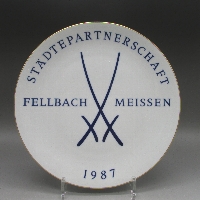 STÄDTEPARTNERSCHAFT
FELLBACH MEISSEN
1987